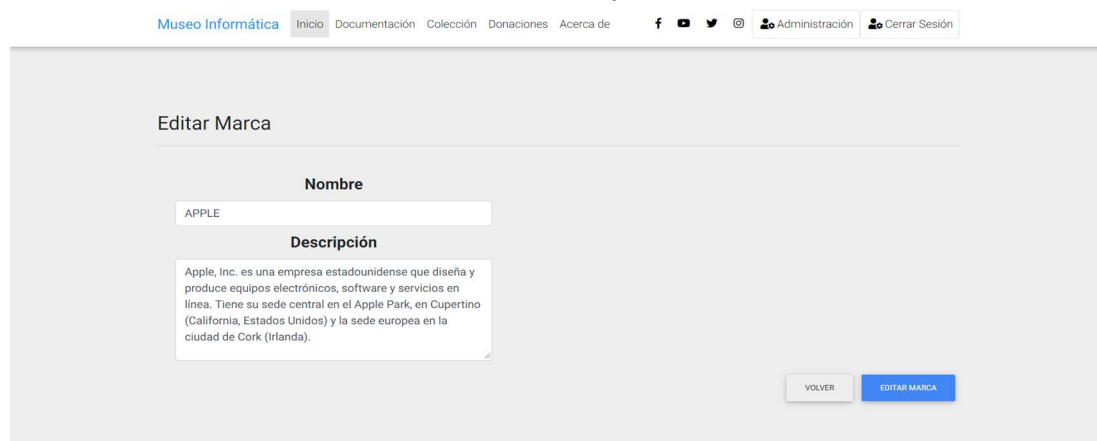 Museo Informática Inicio Documentación Colección Donaciones Acerca de Administración Cerrar Sesión
Editar Marca
Nombre
APPLE
Descripción
Apple, Inc. es una empresa estadounidense que diseña y
produce equipos electrónicos, software y servicios en
línea. Tiene su sede central en el Apple Park, en Cupertino
(California, Estados Unidos) y la sede europea en la
ciudad de Cork (Irlanda).
VOLVER EDITAR MARCA